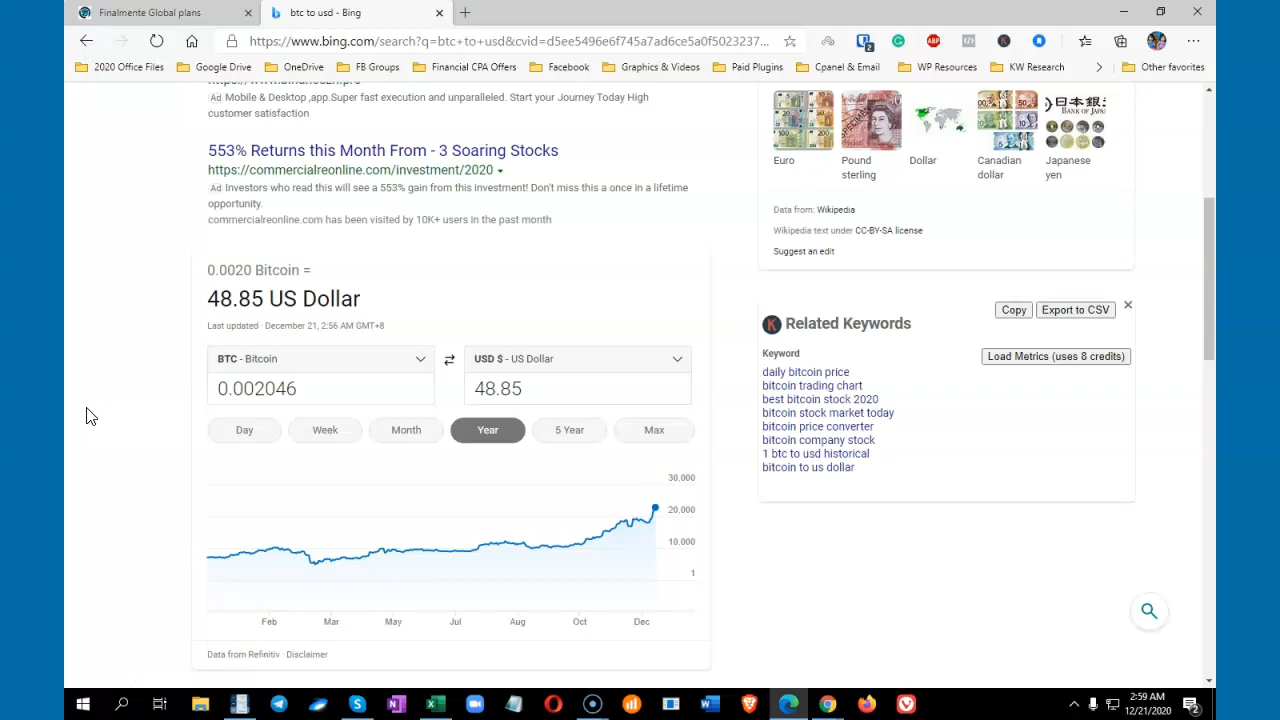 Finalmente Global plans
btc to usd - Bing
https://www.bing.com/search?q=btc+to+usd&cvid=d5ee5496e6f745a7ad6ce5a0f5023237...
ABP
2
K
2020 Office Files
Google Drive
OneDrive
FB Groups
Financial CPA Offers
Facebook
Graphics & Videos
Paid Plugins
Cpanel & Email
WP Resources
KW Research
Other favorites
Ad Mobile & Desktop ,app.Super fast execution and unparalleled. Start your Journey Today High
customer satisfaction
553% Returns this Month From - 3 Soaring Stocks
https://commercialreonline.com/investment/2020
Ad Investors who read this will see a 553% gain from this investment! Don't miss this a once in a lifetime
opportunity.
commercialreonline.com has been visited by 10K+ users in the past month
0.0020 Bitcoin =
48.85 US Dollar
Last updated · December 21, 2:56 AM GMT+8
BTC - Bitcoin
USD $ - US Dollar
0.002046
48.85
Day
Week
Month
Year
5 Year
Max
30,000
20,000
10,000
1
Feb
Mar
May
Jul
Aug
Oct
Dec
Data from Refinitiv · Disclaimer
SPECIMEN
日本銀
BANK OF JAPA
Euro
Pound
sterling
Dollar
Canadian
dollar
Japanese
yen
Data from: Wikipedia
Wikipedia text under CC-BY-SA license
Suggest an edit
Copy
Export to CSV
K
Related Keywords
Keyword
Load Metrics (uses 8 credits)
daily bitcoin price
bitcoin trading chart
best bitcoin stock 2020
bitcoin stock market today
bitcoin price converter
bitcoin company stock
1 btc to usd historical
bitcoin to us dollar
2:59 AM
12/21/2020
2